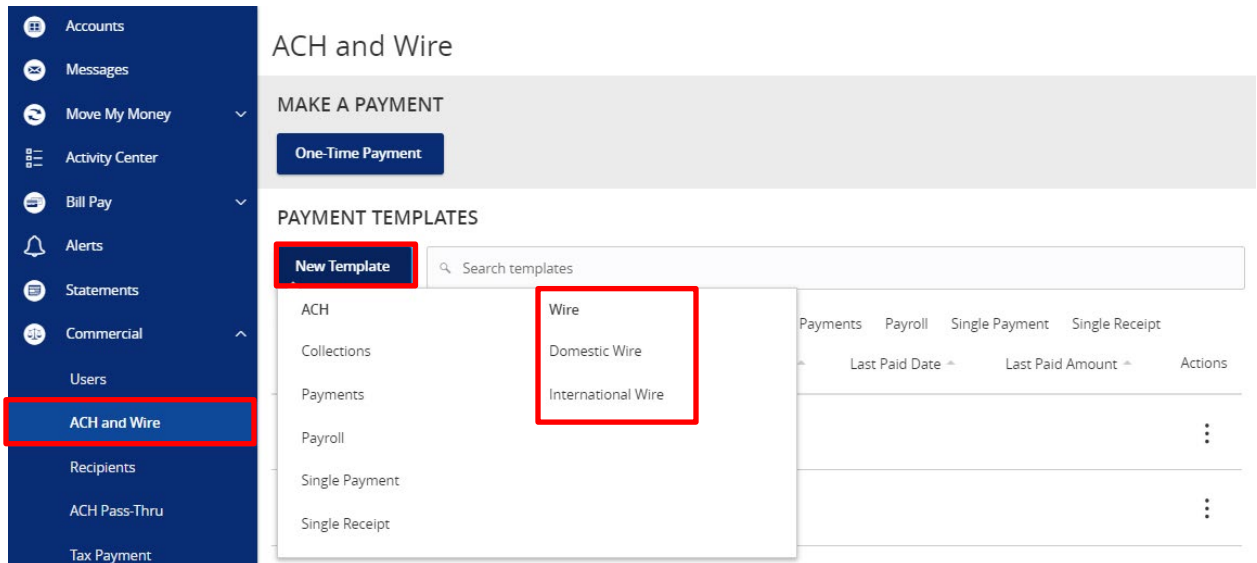 Accounts
Messages
Move My Money
Activity Center
Bill Pay
Alerts
Statements
Commercial
Users
ACH and Wire
Recipients
ACH Pass-Thru
Tax Payment
ACH and Wire
MAKE A PAYMENT
One-Time Payment
PAYMENT TEMPLATES
New Template
Search templates
ACH
Collections
Payments
Payroll
Single Payment
Single Receipt
Wire
Domestic Wire
International Wire
Payments Payroll Single Payment Single Receipt
Last Paid Date Last Paid Amount Actions